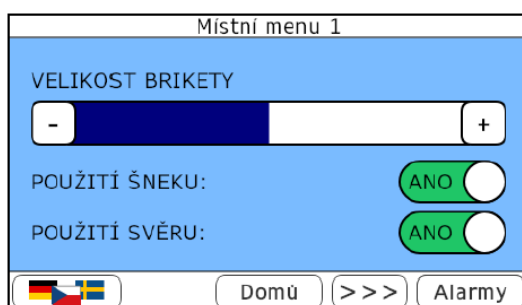 Místní menu 1
VELIKOST BRIKETY
- +
POUŽITÍ ŠNEKU: ANO
POUŽITÍ SVĚRU: ANO
Domů >>> Alarmy